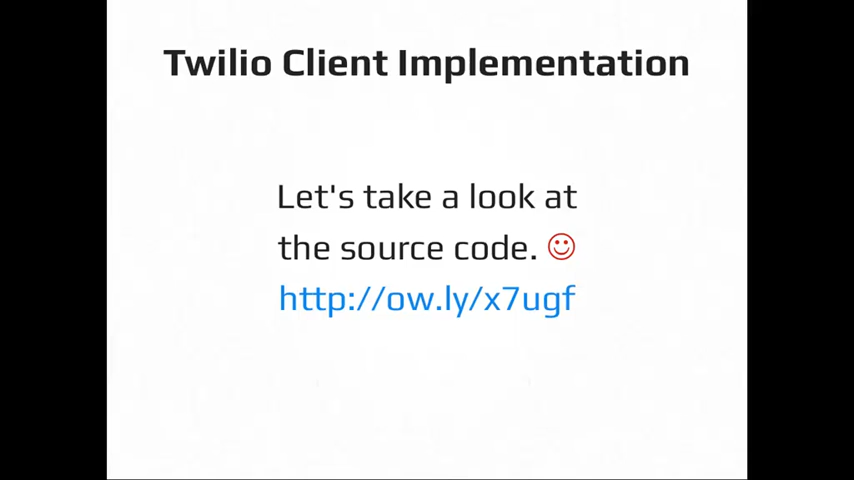 Twilio Client Implementation
Let's take a look at
the source code. ☺
http://ow.ly/x7ugf